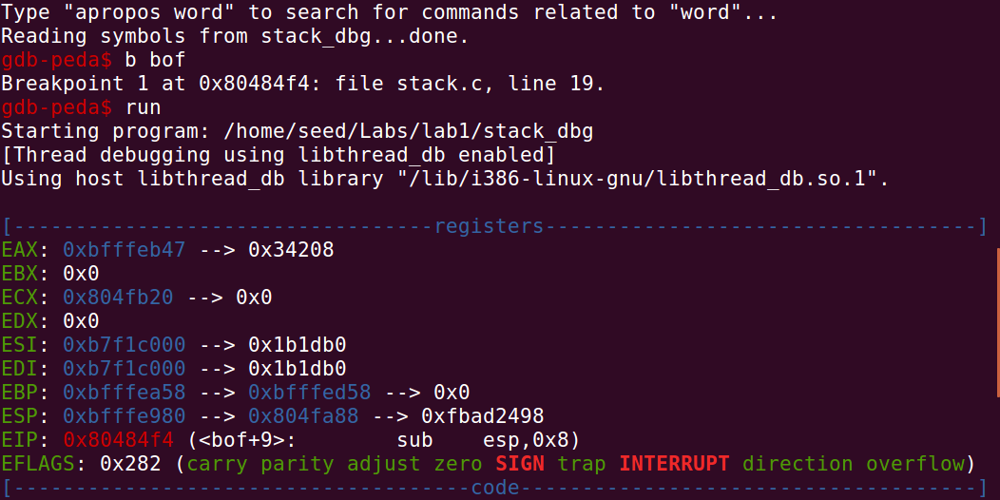 Type "apropos word" to search for commands related to "word"...
Reading symbols from stack_dbg...done.
gdb-peda$ b bof
Breakpoint 1 at 0x80484f4: file stack.c, line 19.
gdb-peda$ run
Starting program: /home/seed/Labs/lab1/stack_dbg
[Thread debugging using libthread_db enabled]
Using host libthread_db library "/lib/i386-linux-gnu/libthread_db.so.1".
[----------------------------------registers-----------------------------------]
EAX: 0xbfffeb47 --> 0x34208
EBX: 0x0
ECX: 0x804fb20 --> 0x0
EDX: 0x0
ESI: 0xb7f1c000 --> 0x1b1db0
EDI: 0xb7f1c000 --> 0x1b1db0
EBP: 0xbfffea58 --> 0xbfffed58 --> 0x0
ESP: 0xbfffe980 --> 0x804fa88 --> 0xfbad2498
EIP: 0x80484f4 (<bof+9>:        sub    esp,0x8)
EFLAGS: 0x282 (carry parity adjust zero SIGN trap INTERRUPT direction overflow)
[-------------------------------------code-------------------------------------]